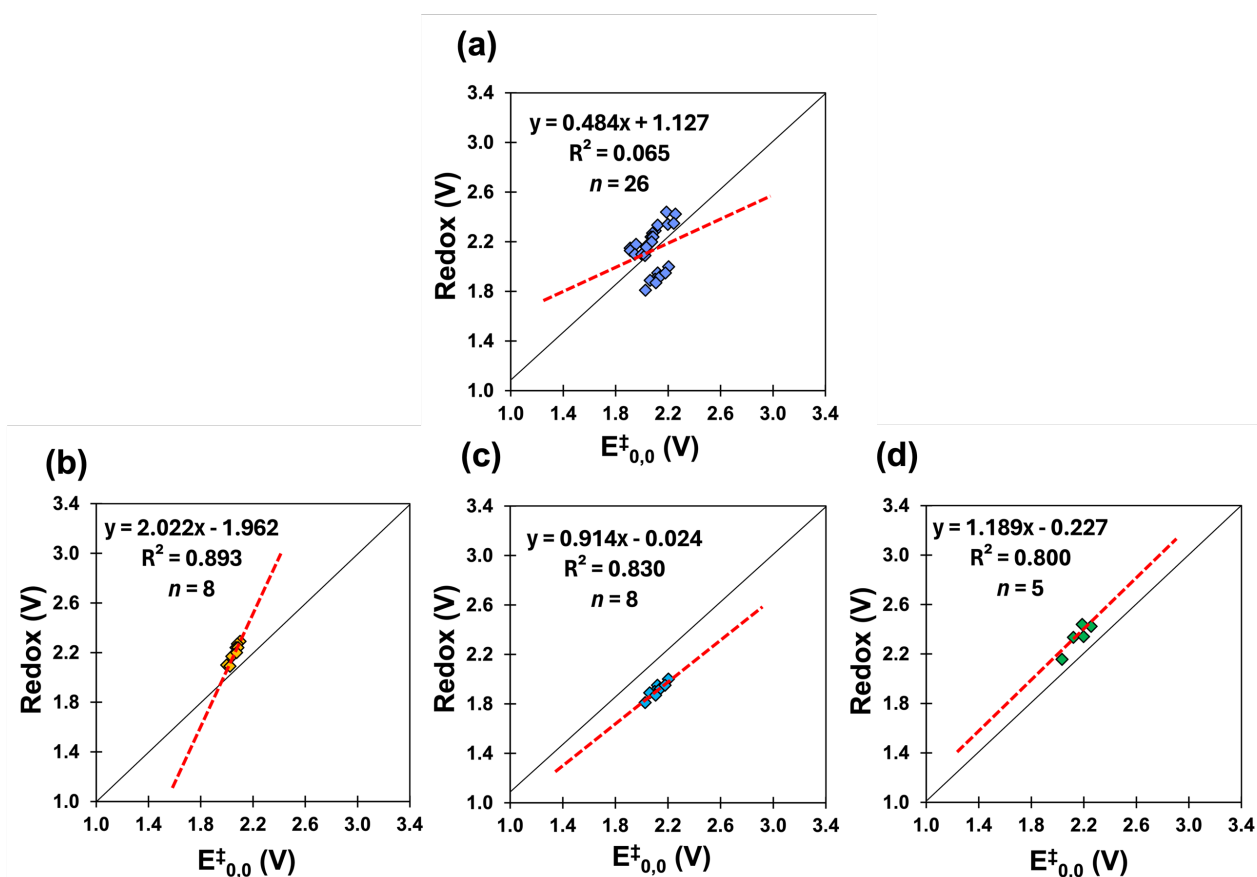 (a)
y = 0.484x + 1.127
R² = 0.065
n = 26
3.4
3.0
2.6
2.2
1.8
1.4
1.0
Redox (V)
1.0 1.4 1.8 2.2 2.6 3.0 3.4
E‡0,0 (V)
(b)
y = 2.022x - 1.962
R² = 0.893
n = 8
3.4
3.0
2.6
2.2
1.8
1.4
1.0
Redox (V)
1.0 1.4 1.8 2.2 2.6 3.0 3.4
E‡0,0 (V)
(c)
y = 0.914x - 0.024
R² = 0.830
n = 8
3.4
3.0
2.6
2.2
1.8
1.4
1.0
Redox (V)
1.0 1.4 1.8 2.2 2.6 3.0 3.4
E‡0,0 (V)
(d)
y = 1.189x - 0.227
R² = 0.800
n = 5
3.4
3.0
2.6
2.2
1.8
1.4
1.0
Redox (V)
1.0 1.4 1.8 2.2 2.6 3.0 3.4
E‡0,0 (V)